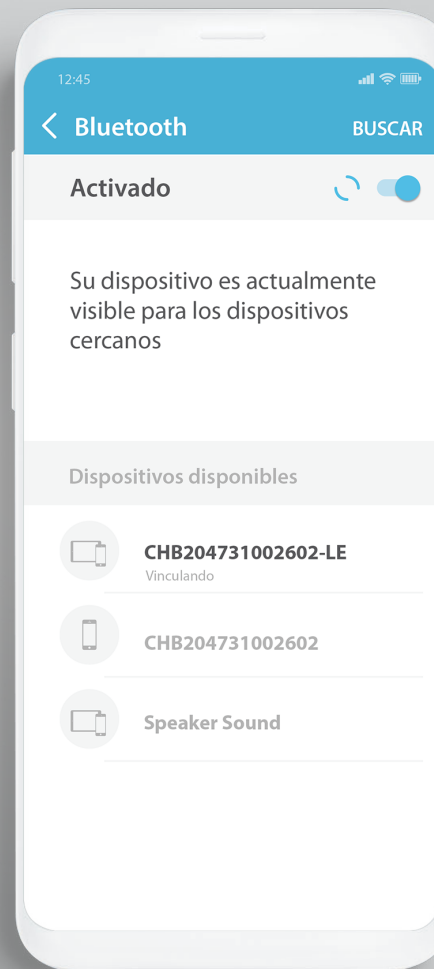 12:45
Bluetooth
BUSCAR
Activado
Su dispositivo es actualmente
visible para los dispositivos
cercanos
Dispositivos disponibles
CHB204731002602-LE
Vinculando
CHB204731002602
Speaker Sound